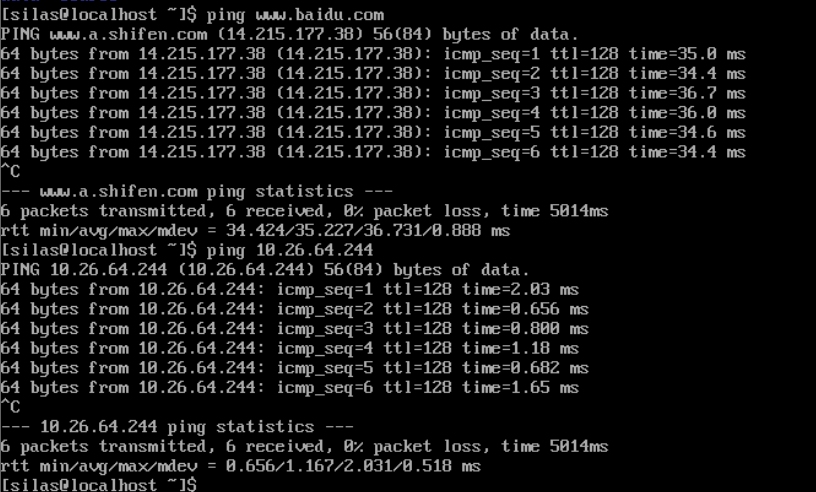 [silas@localhost ~]$ ping www.baidu.com
PING www.a.shifen.com (14.215.177.38) 56(84) bytes of data.
64 bytes from 14.215.177.38 (14.215.177.38): icmp_seq=1 ttl=128 time=35.0 ms
64 bytes from 14.215.177.38 (14.215.177.38): icmp_seq=2 ttl=128 time=34.4 ms
64 bytes from 14.215.177.38 (14.215.177.38): icmp_seq=3 ttl=128 time=36.7 ms
64 bytes from 14.215.177.38 (14.215.177.38): icmp_seq=4 ttl=128 time=36.0 ms
64 bytes from 14.215.177.38 (14.215.177.38): icmp_seq=5 ttl=128 time=34.6 ms
64 bytes from 14.215.177.38 (14.215.177.38): icmp_seq=6 ttl=128 time=34.4 ms
^C
--- www.a.shifen.com ping statistics ---
6 packets transmitted, 6 received, 0% packet loss, time 5014ms
rtt min/avg/max/mdev = 34.424/35.227/36.731/0.888 ms
[silas@localhost ~]$ ping 10.26.64.244
PING 10.26.64.244 (10.26.64.244) 56(84) bytes of data.
64 bytes from 10.26.64.244: icmp_seq=1 ttl=128 time=2.03 ms
64 bytes from 10.26.64.244: icmp_seq=2 ttl=128 time=0.656 ms
64 bytes from 10.26.64.244: icmp_seq=3 ttl=128 time=0.800 ms
64 bytes from 10.26.64.244: icmp_seq=4 ttl=128 time=1.18 ms
64 bytes from 10.26.64.244: icmp_seq=5 ttl=128 time=0.682 ms
64 bytes from 10.26.64.244: icmp_seq=6 ttl=128 time=1.65 ms
^C
--- 10.26.64.244 ping statistics ---
6 packets transmitted, 6 received, 0% packet loss, time 5014ms
rtt min/avg/max/mdev = 0.656/1.167/2.031/0.518 ms
[silas@localhost ~]$